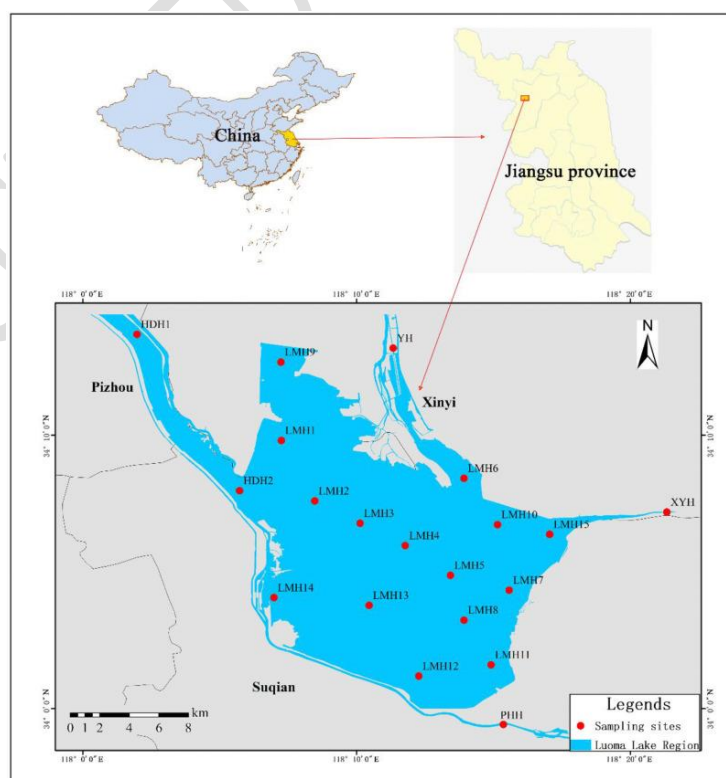 China
Jiangsu province
118° 0′0″E
118° 10′0″E
118° 20′0″E
HDH1
YH
N
LMH9
Pizhou
Xinyi
34° 10′0″N
34° 10′0″N
LMH1
LMH6
HDH2
LMH2
XYH
LMH3
LMH10
LMH15
LMH4
LMH5
LMH14
LMH13
LMH7
LMH8
LMH11
LMH12
Suqian
Legends
Sampling sites
Luoma Lake Region
PHH
34° 0′0″N
34° 0′0″N
km
0 1 2 4 6 8
118° 0′0″E
118° 10′0″E
118° 20′0″E